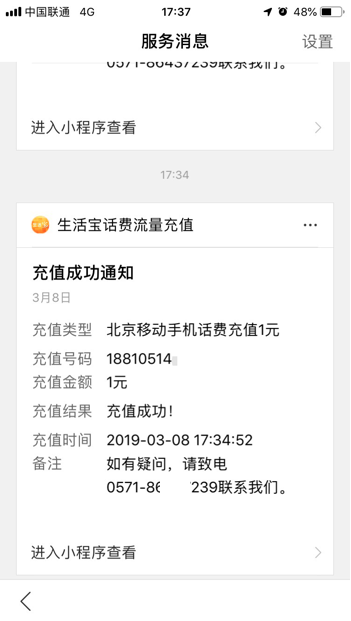 中国联通 4G 17:37 48%
服务消息 设置
0571-86437239联系我们。
进入小程序查看
17:34
生活宝话费流量充值
充值成功通知
3月8日
充值类型 北京移动手机话费充值1元
充值号码 18810514
充值金额 1元
充值结果 充值成功！
充值时间 2019-03-08 17:34:52
备注 如有疑问，请致电
0571-86 7239联系我们。
进入小程序查看